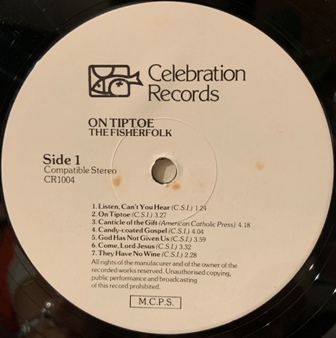 Celebration
Records
ON TIPTOE
THE FISHERFOLK
Side 1
Compatible Stereo
CR1004
1. Listen, Can't You Hear (C.S.I.) 1.24
2. On Tiptoe (C.S.I.) 3.27
3. Canticle of the Gift (American Catholic Press) 4.18
4. Candy-coated Gospel (C.S.I.) 4.04
5. God Has Not Given Us (C.S.I.) 3.59
6. Come, Lord Jesus (C.S.I.) 3.32
7. They Have No Wine (C.S.I.) 2.28
All rights of the manufacurer and of the owner of the
recorded works reserved. Unauthorised copying,
public performance and broadcasting
of this record prohibited.
M.C.P.S.